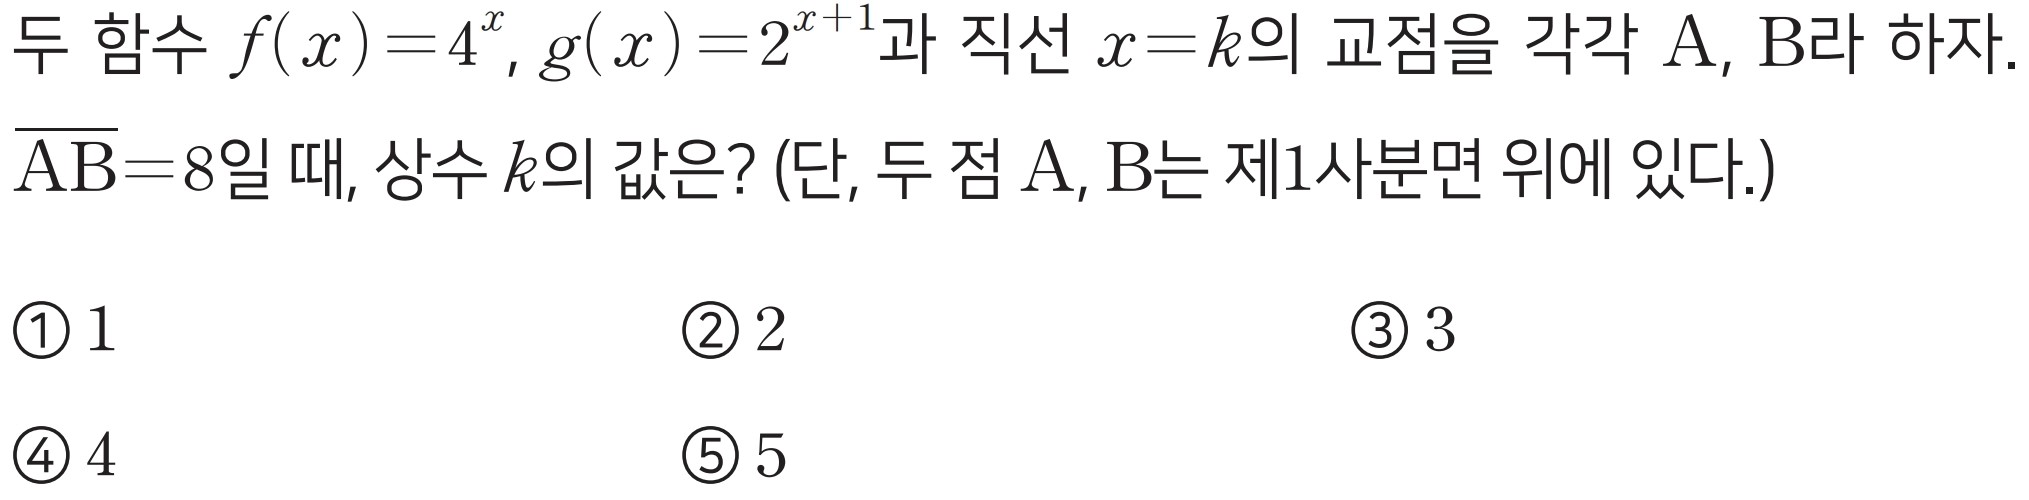 두 함수 $f(x)=4^x$, $g(x)=2^{x+1}$과 직선 $x=k$의 교점을 각각 A, B라 하자.
$\overline{\mathrm{AB}}=8$일 때, 상수 $k$의 값은? (단, 두 점 A, B는 제1사분면 위에 있다.)
① 1 ② 2 ③ 3
④ 4 ⑤ 5